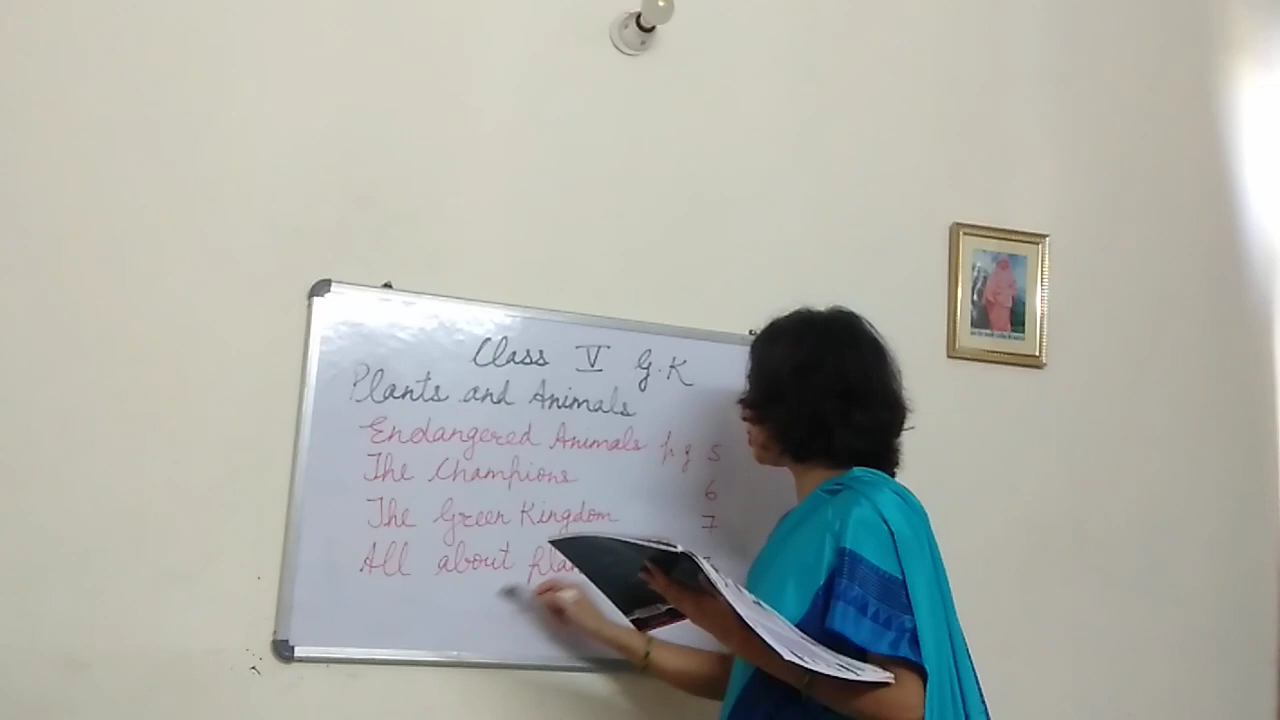 Class V G.K
Plants and Animals
Endangered Animals pg 5
The Champions 6
The Green Kingdom 7
All about